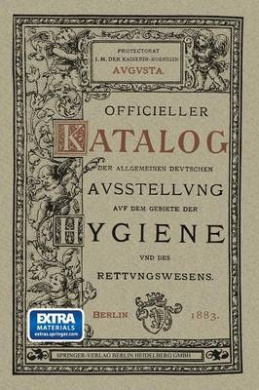 PROTECTORAT
I. M. DER KAISERIN-KOENIGIN
AVGVSTA.
OFFICIELLER
KATALOG
DER ALLGEMEINEN DEVTSCHEN
AVSSTELLVNG
AVF DEM GEBIETE DER
HYGIENE
VND DES
RETTVNGSWESENS.
BERLIN 1883.
EXTRA
MATERIALS
extras.springer.com
SPRINGER-VERLAG BERLIN HEIDELBERG GMBH